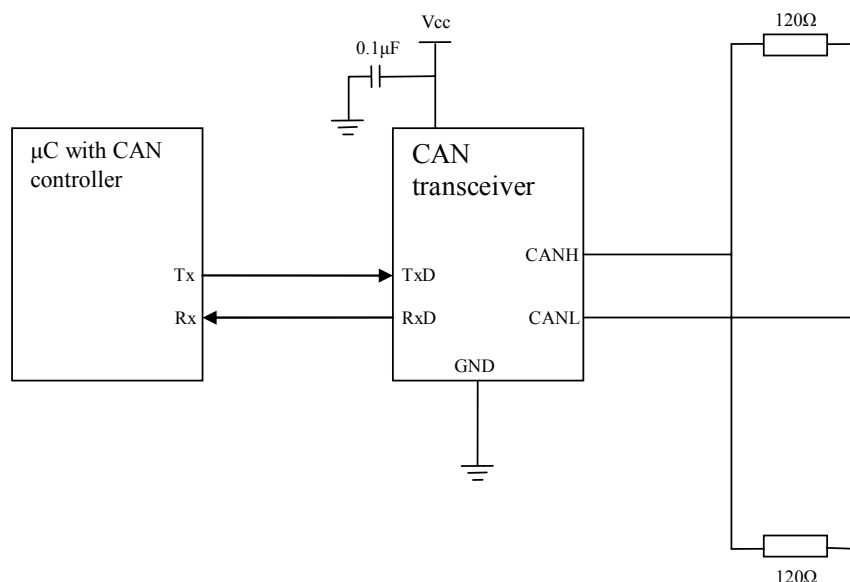 Vcc
120Ω
0.1μF
μC with CAN
controller
CAN
transceiver
CANH
Tx
TxD
Rx
RxD
CANL
GND
120Ω